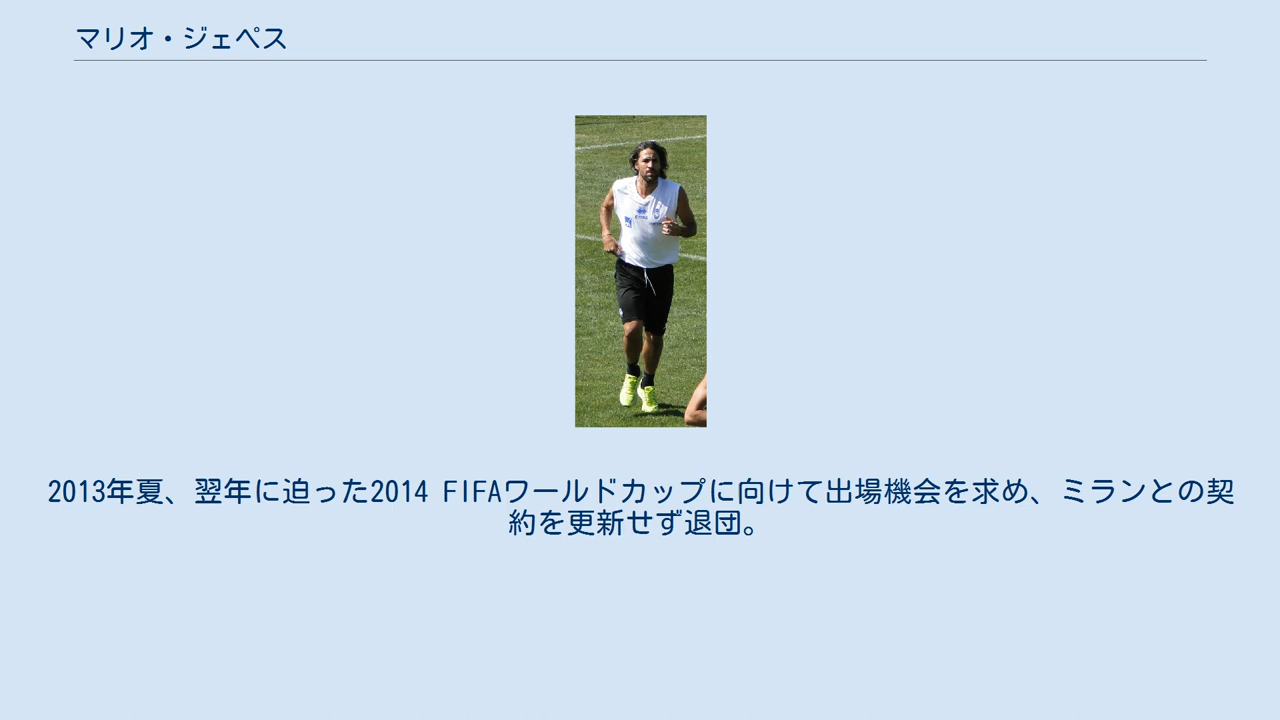 マリオ・ジェペス
2013年夏、翌年に迫った2014 FIFAワールドカップに向けて出場機会を求め、ミランとの契
約を更新せず退団。